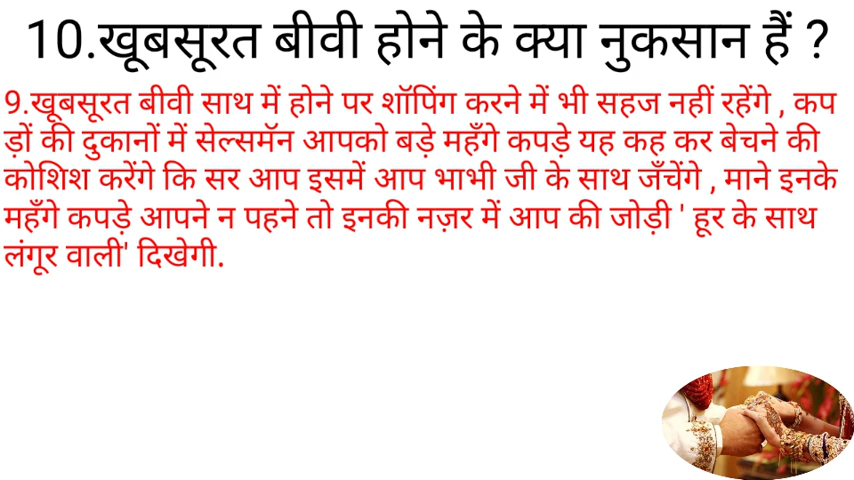 10.खूबसूरत बीवी होने के क्या नुकसान हैं ?
9.खूबसूरत बीवी साथ में होने पर शॉपिंग करने में भी सहज नहीं रहेंगे , कप
ड़ों की दुकानों में सेल्समॅन आपको बड़े महँगे कपड़े यह कह कर बेचने की
कोशिश करेंगे कि सर आप इसमें आप भाभी जी के साथ जँचेंगे , माने इनके
महँगे कपड़े आपने न पहने तो इनकी नज़र में आप की जोड़ी ' हूर के साथ
लंगूर वाली' दिखेगी.